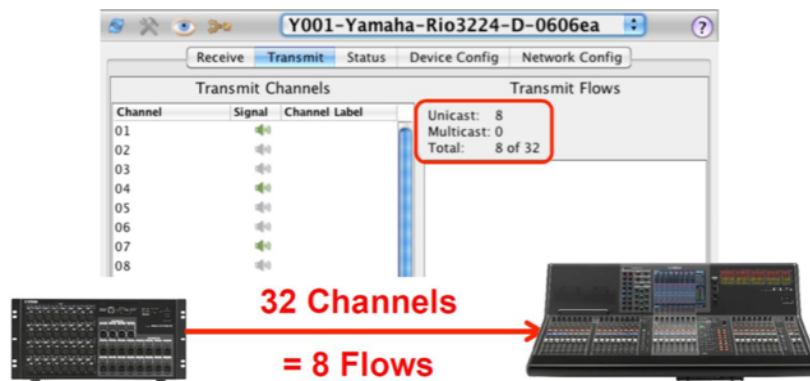 Y001-Yamaha-Rio3224-D-0606ea
?
Receive Transmit Status Device Config Network Config
Transmit Channels
Transmit Flows
Channel Signal Channel Label
Unicast: 8
Multicast: 0
Total: 8 of 32
01
02
03
04
05
06
07
08
32 Channels
= 8 Flows